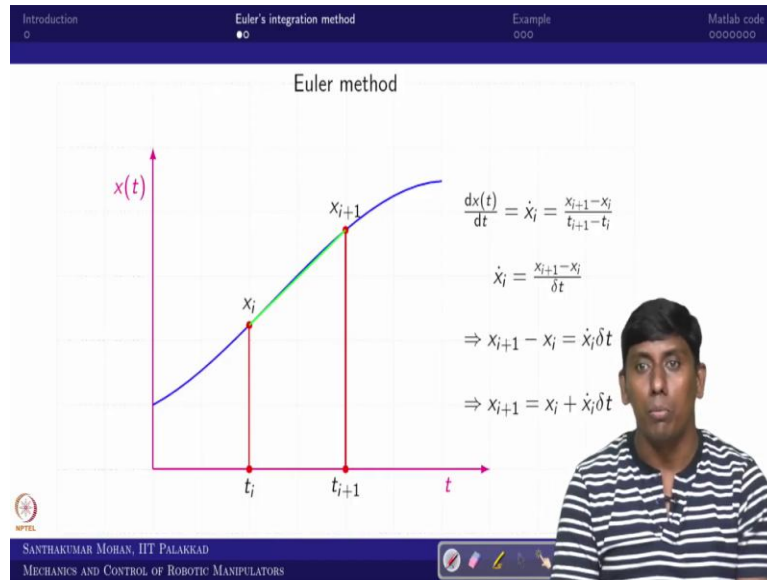 Introduction Euler's integration method Example Matlab code
Euler method
x(t)
x_{i+1}
x_i
t_i t_{i+1} t
dx(t)/dt = ẋ_i = (x_{i+1} − x_i)/(t_{i+1} − t_i)
ẋ_i = (x_{i+1} − x_i)/δt
⇒ x_{i+1} − x_i = ẋ_i δt
⇒ x_{i+1} = x_i + ẋ_i δt
NPTEL
SANTHAKUMAR MOHAN, IIT PALAKKAD
MECHANICS AND CONTROL OF ROBOTIC MANIPULATORS